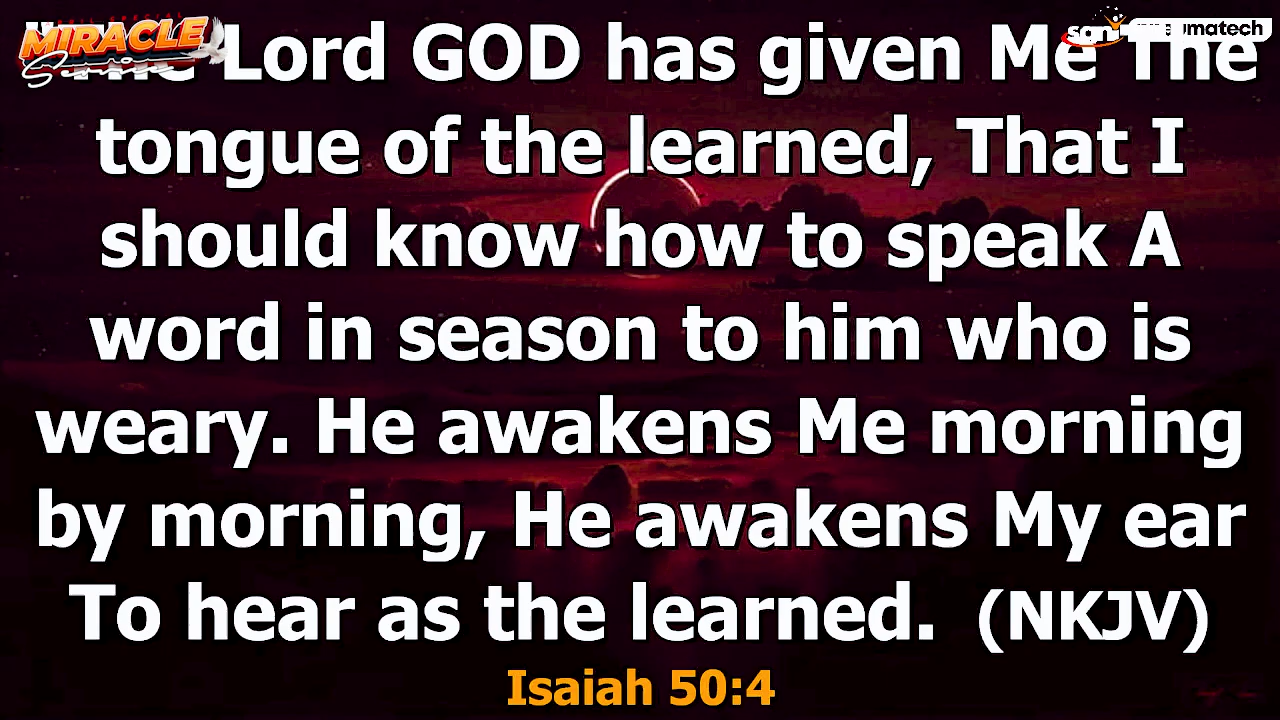 MIRACLE
Service
Lord GOD has given Me The
tongue of the learned, That I
should know how to speak A
word in season to him who is
weary. He awakens Me morning
by morning, He awakens My ear
To hear as the learned. (NKJV)
Isaiah 50:4